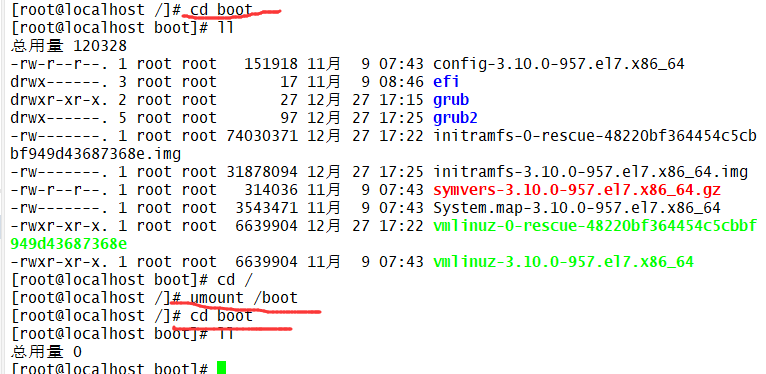 [root@localhost /]# cd boot
[root@localhost boot]# ll
总用量 120328
-rw-r--r--. 1 root root   151918 11月  9 07:43 config-3.10.0-957.el7.x86_64
drwx------. 3 root root       17 11月  9 08:46 efi
drwxr-xr-x. 2 root root       27 12月 27 17:15 grub
drwx------. 5 root root       97 12月 27 17:25 grub2
-rw-------. 1 root root 74030371 12月 27 17:22 initramfs-0-rescue-48220bf364454c5cb
bf949d43687368e.img
-rw-------. 1 root root 31878094 12月 27 17:25 initramfs-3.10.0-957.el7.x86_64.img
-rw-r--r--. 1 root root   314036 11月  9 07:43 symvers-3.10.0-957.el7.x86_64.gz
-rw-------. 1 root root  3543471 11月  9 07:43 System.map-3.10.0-957.el7.x86_64
-rwxr-xr-x. 1 root root  6639904 12月 27 17:22 vmlinuz-0-rescue-48220bf364454c5cbbf
949d43687368e
-rwxr-xr-x. 1 root root  6639904 11月  9 07:43 vmlinuz-3.10.0-957.el7.x86_64
[root@localhost boot]# cd /
[root@localhost /]# umount /boot
[root@localhost /]# cd boot
[root@localhost boot]# ll
总用量 0
[root@localhost boot]#